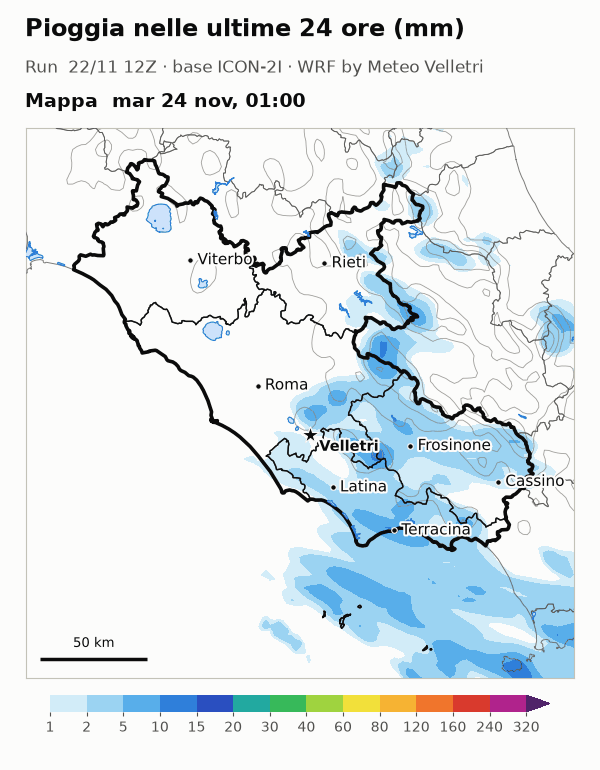 Pioggia nelle ultime 24 ore (mm)
Run 22/11 12Z · base ICON-2I · WRF by Meteo Velletri
Mappa mar 24 nov, 01:00
Viterbo
Rieti
Roma
Velletri
Frosinone
Cassino
Latina
Terracina
50 km
1 2 5 10 15 20 30 40 60 80 120 160 240 320